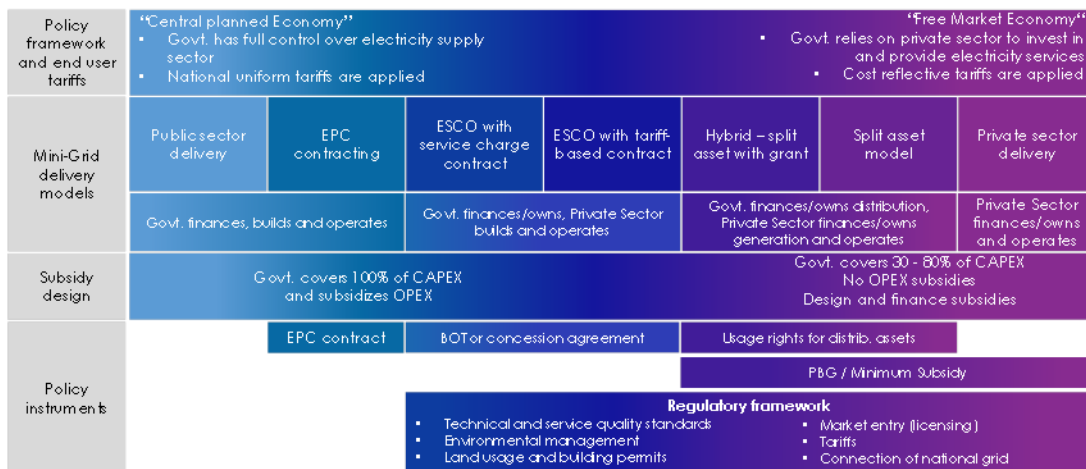 Policy
framework
and end user
tariffs
“Central planned Economy”
• Govt. has full control over electricity supply
sector
• National uniform tariffs are applied
“Free Market Economy”
• Govt. relies on private sector to invest in
and provide electricity services
• Cost reflective tariffs are applied
Mini-Grid
delivery
models
Public sector
delivery
EPC
contracting
ESCO with
service charge
contract
ESCO with tariff-
based contract
Hybrid – split
asset with grant
Split asset
model
Private sector
delivery
Govt. finances, builds and operates
Govt. finances/owns, Private Sector
builds and operates
Govt. finances/owns distribution,
Private Sector finances/owns
generation and operates
Private Sector
finances/owns
and operates
Subsidy
design
Govt. covers 100% of CAPEX
and subsidizes OPEX
Govt. covers 30 - 80% of CAPEX
No OPEX subsidies
Design and finance subsidies
Policy
instruments
EPC contract
BOT or concession agreement
Usage rights for distrib. assets
PBG / Minimum Subsidy
Regulatory framework
• Technical and service quality standards
• Environmental management
• Land usage and building permits
• Market entry (licensing)
• Tariffs
• Connection of national grid